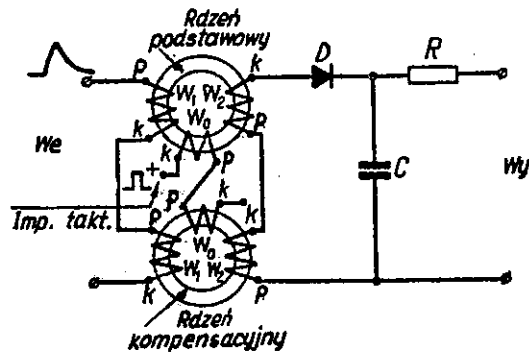 Rdzeń
podstawowy
p
k
D
R
W₁ W₂
W₀
We
k
p
k
p
C
Wy
p
k
Imp. takt.
p
k
W₀
W₁ W₂
k
p
Rdzeń
kompensacyjny